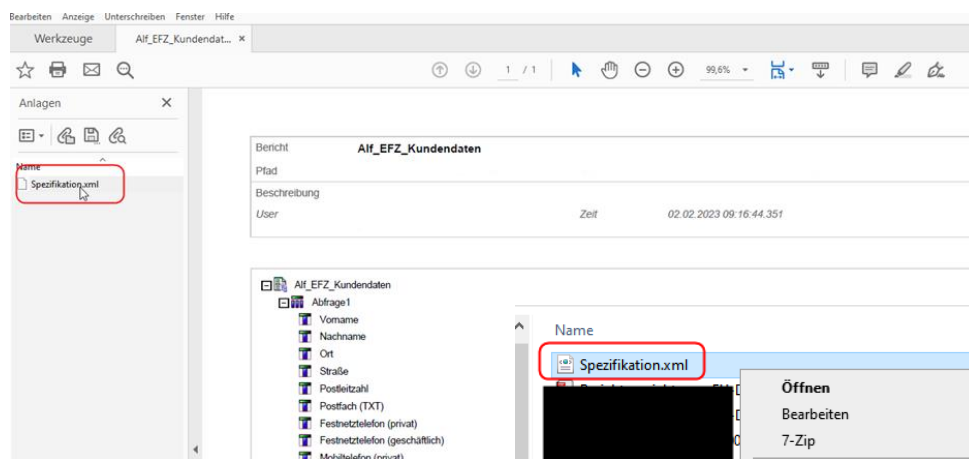 Bearbeiten Anzeige Unterschreiben Fenster Hilfe
Werkzeuge Alf_EFZ_Kundendat... ×
1 / 1 99,6%
Anlagen ×
Name
Spezifikation.xml
Bericht Alf_EFZ_Kundendaten
Pfad
Beschreibung
User Zeit 02.02.2023 09:16:44.351
Alf_EFZ_Kundendaten
Abfrage1
Vorname
Nachname
Ort
Straße
Postleitzahl
Postfach (TXT)
Festnetztelefon (privat)
Festnetztelefon (geschäftlich)
Mobiltelefon (privat)
Name
Spezifikation.xml
Öffnen
Bearbeiten
7-Zip